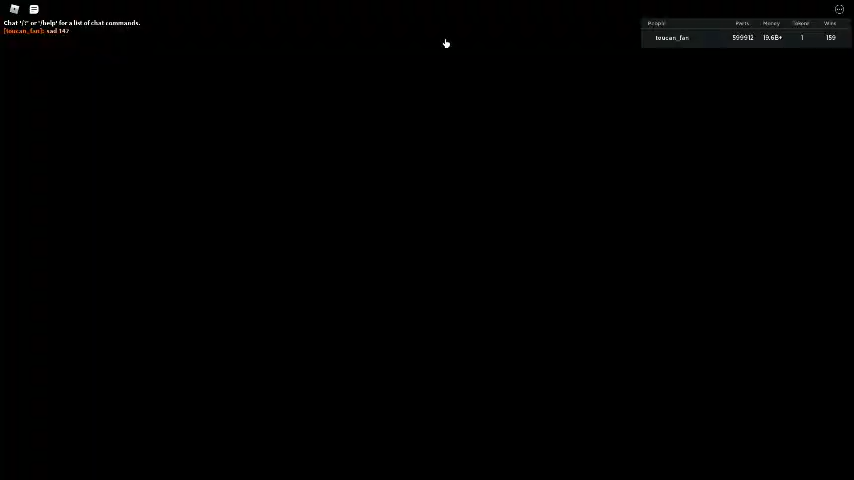 Chat '/?' or '/help' for a list of chat commands.
[toucan_fan]: sad 147
People Parts Money Tokens Wins
toucan_fan 599912 19.6B+ 1 159